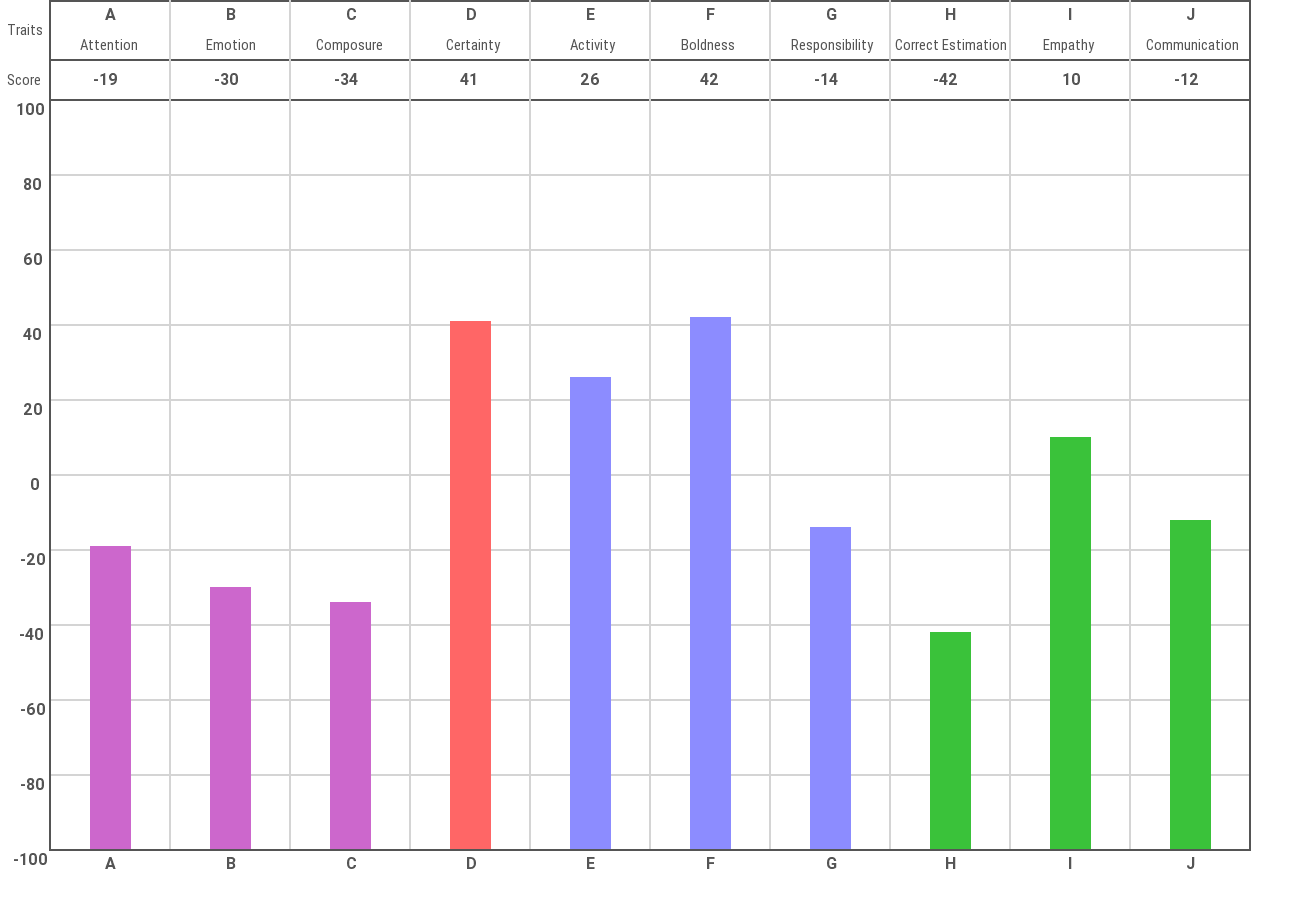 Traits A B C D E F G H I J
Attention Emotion Composure Certainty Activity Boldness Responsibility Correct Estimation Empathy Communication
Score -19 -30 -34 41 26 42 -14 -42 10 -12
100
80
60
40
20
0
-20
-40
-60
-80
-100
A B C D E F G H I J